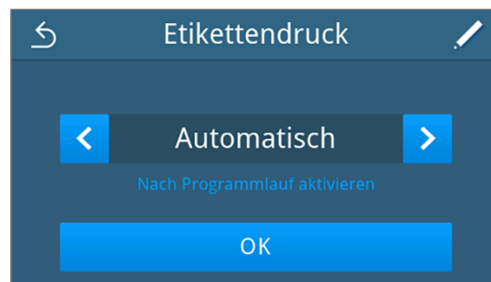 Etikettendruck
Automatisch
Nach Programmlauf aktivieren
OK